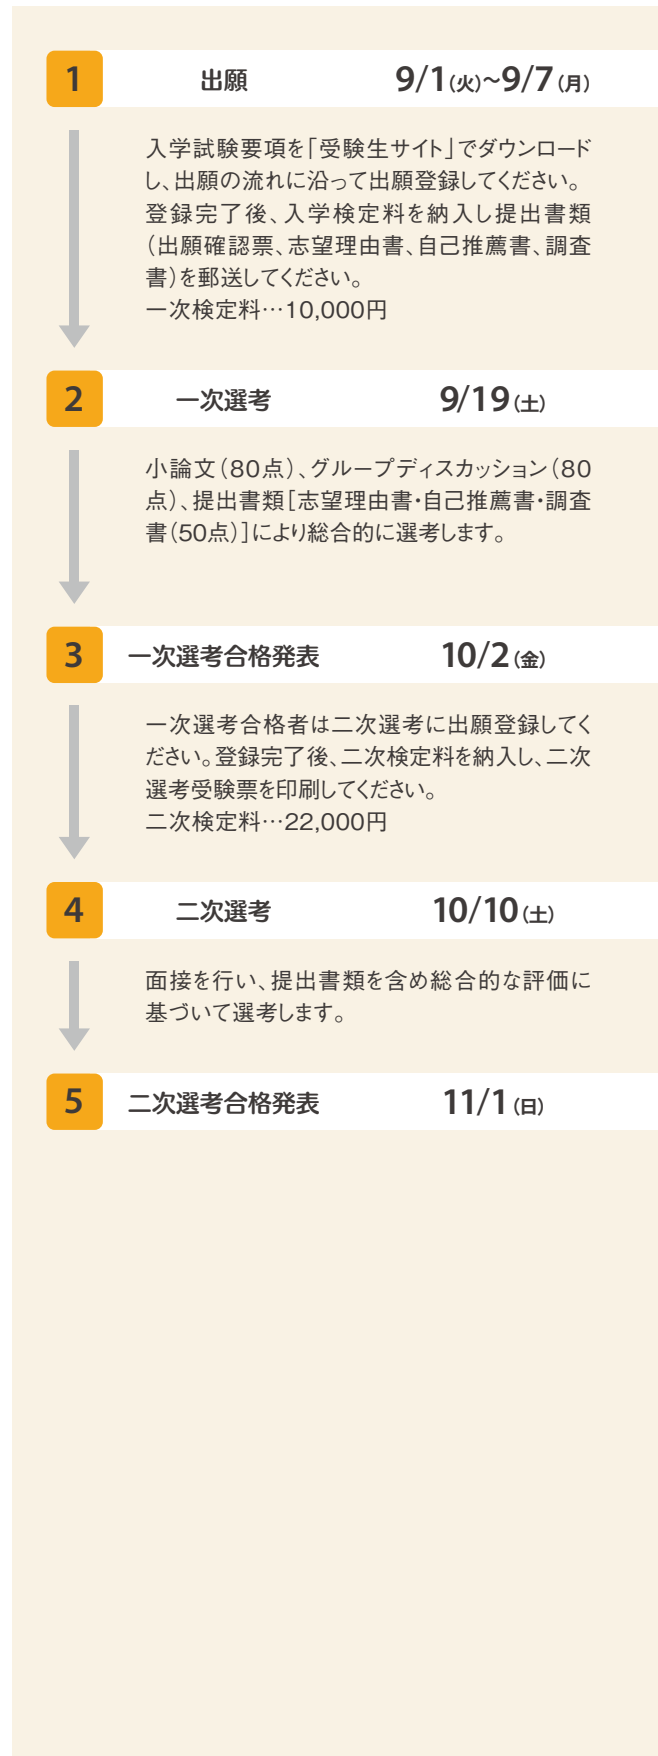 1 出願 9/1(火)~9/7(月)
入学試験要項を「受験生サイト」でダウンロード
し、出願の流れに沿って出願登録してください。
登録完了後、入学検定料を納入し提出書類
(出願確認票、志望理由書、自己推薦書、調査
書)を郵送してください。
一次検定料…10,000円
2 一次選考 9/19(土)
小論文(80点)、グループディスカッション(80
点)、提出書類[志望理由書・自己推薦書・調査
書(50点)]により総合的に選考します。
3 一次選考合格発表 10/2(金)
一次選考合格者は二次選考に出願登録してく
ださい。登録完了後、二次検定料を納入し、二次
選考受験票を印刷してください。
二次検定料…22,000円
4 二次選考 10/10(土)
面接を行い、提出書類を含め総合的な評価に
基づいて選考します。
5 二次選考合格発表 11/1(日)